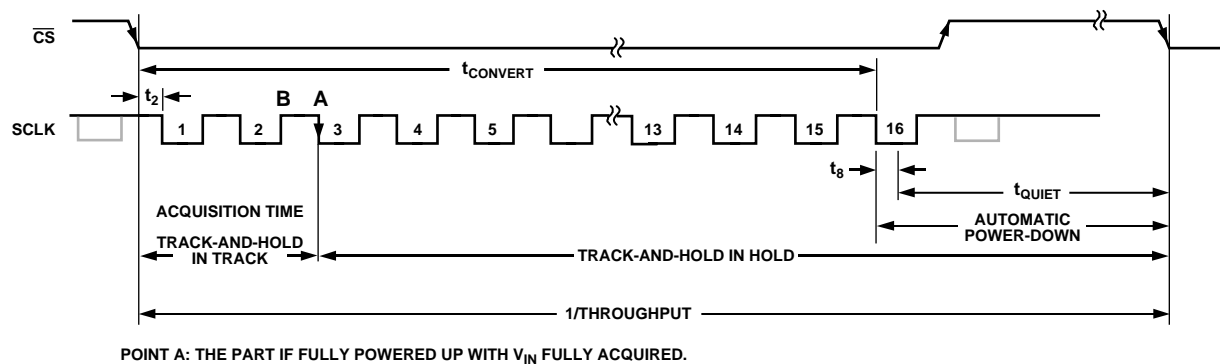 CS
tCONVERT
t2
B A
SCLK
1 2 3 4 5 13 14 15 16
t8
tQUIET
ACQUISITION TIME
AUTOMATIC
POWER-DOWN
TRACK-AND-HOLD
IN TRACK
TRACK-AND-HOLD IN HOLD
1/THROUGHPUT
POINT A: THE PART IF FULLY POWERED UP WITH VIN FULLY ACQUIRED.